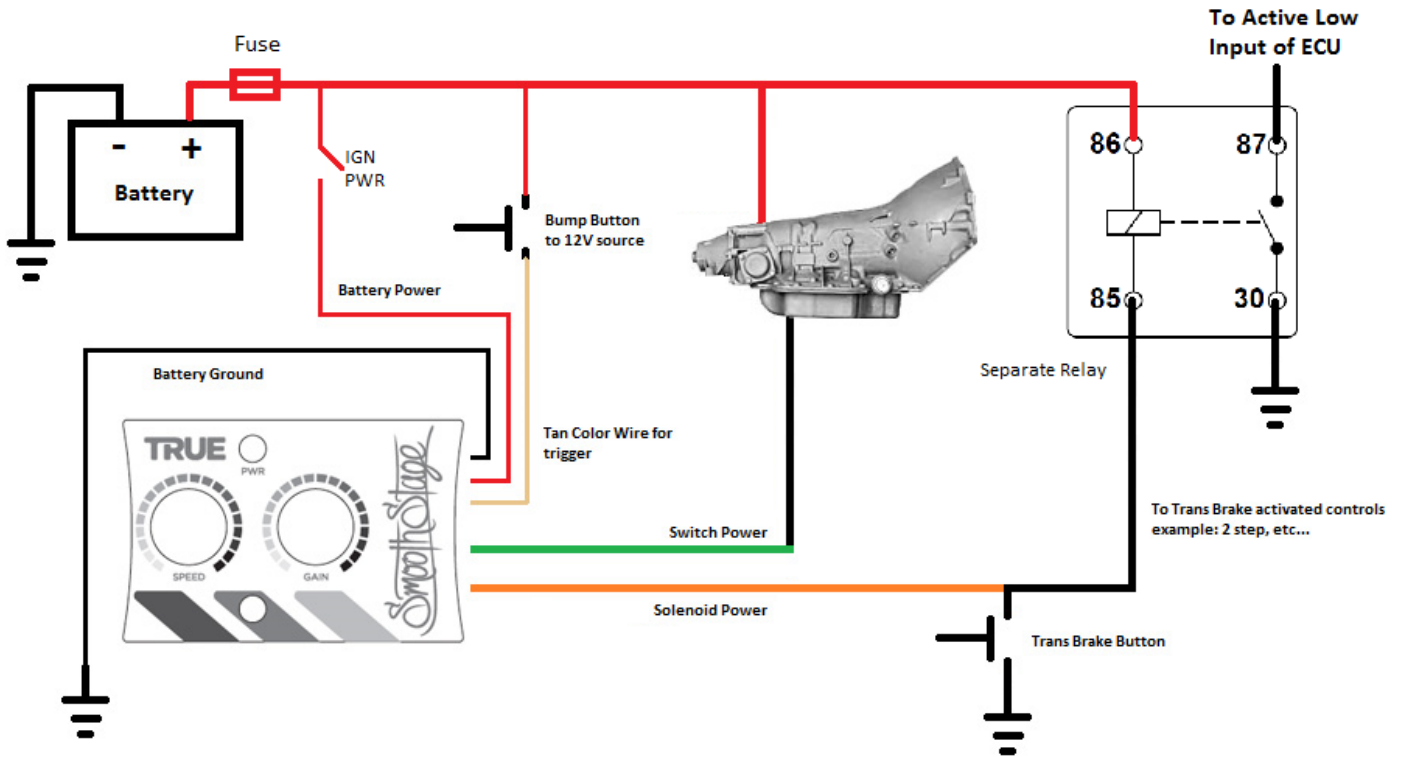 To Active Low
Input of ECU
Fuse
- +
Battery
IGN
PWR
86
87
Bump Button
to 12V source
Battery Power
85
30
Separate Relay
Battery Ground
Tan Color Wire for
trigger
TRUE
PWR
Smooth Stage
SPEED
GAIN
To Trans Brake activated controls
example: 2 step, etc...
Switch Power
Solenoid Power
Trans Brake Button